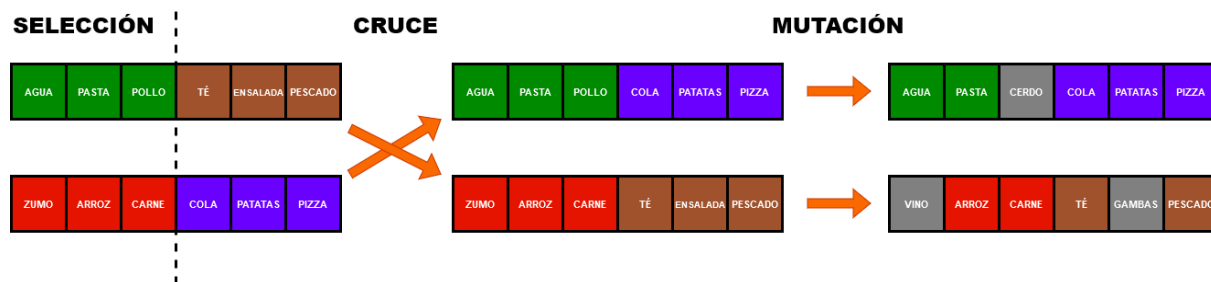 SELECCIÓN CRUCE MUTACIÓN
AGUA PASTA POLLO TÉ ENSALADA PESCADO AGUA PASTA POLLO COLA PATATAS PIZZA AGUA PASTA CERDO COLA PATATAS PIZZA
ZUMO ARROZ CARNE COLA PATATAS PIZZA ZUMO ARROZ CARNE TÉ ENSALADA PESCADO VINO ARROZ CARNE TÉ GAMBAS PESCADO